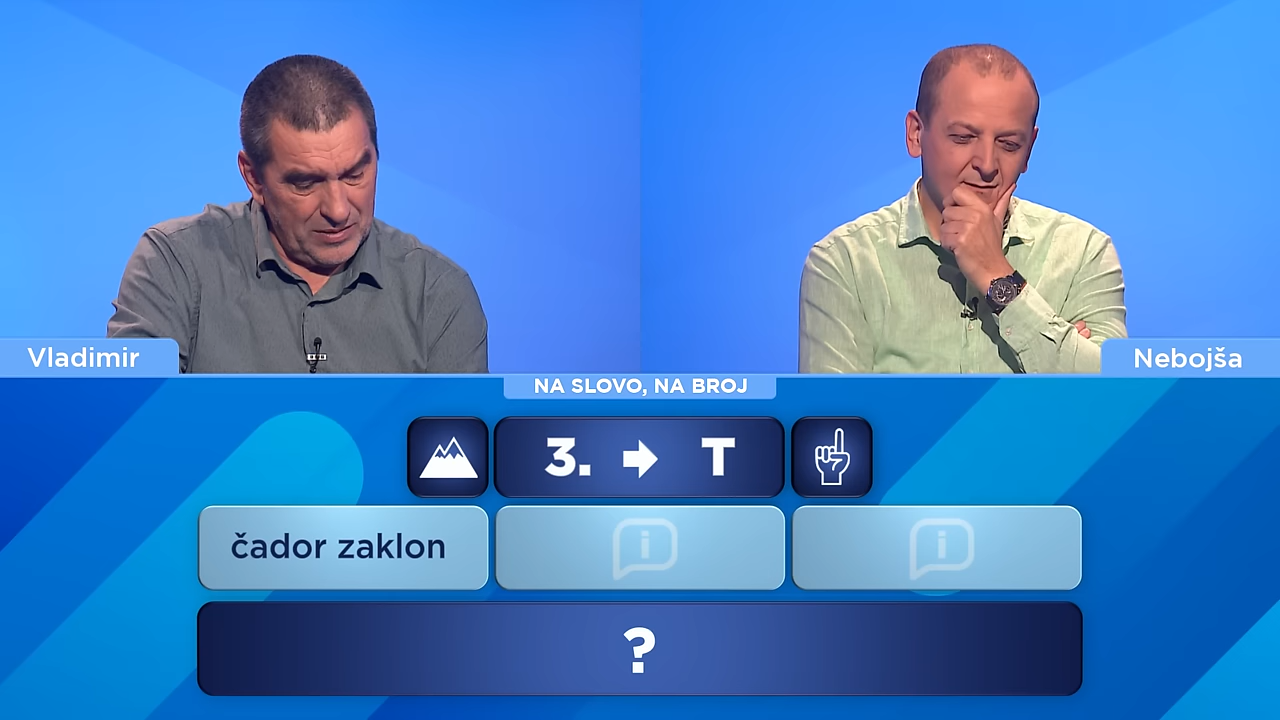 Vladimir
Nebojša
NA SLOVO, NA BROJ
3. → T
čador zaklon
i
i
?